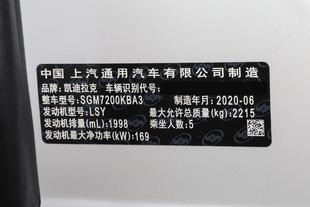 中国 上汽通用汽车有限公司制造
品牌: 凯迪拉克 车辆识别代号:
整车型号: SGM7200KBA3 制造年月: 2020-06
发动机型号: LSY 最大允许总质量(kg): 2215
发动机排量(mL): 1998 乘坐人数: 5
发动机最大净功率(kW): 169